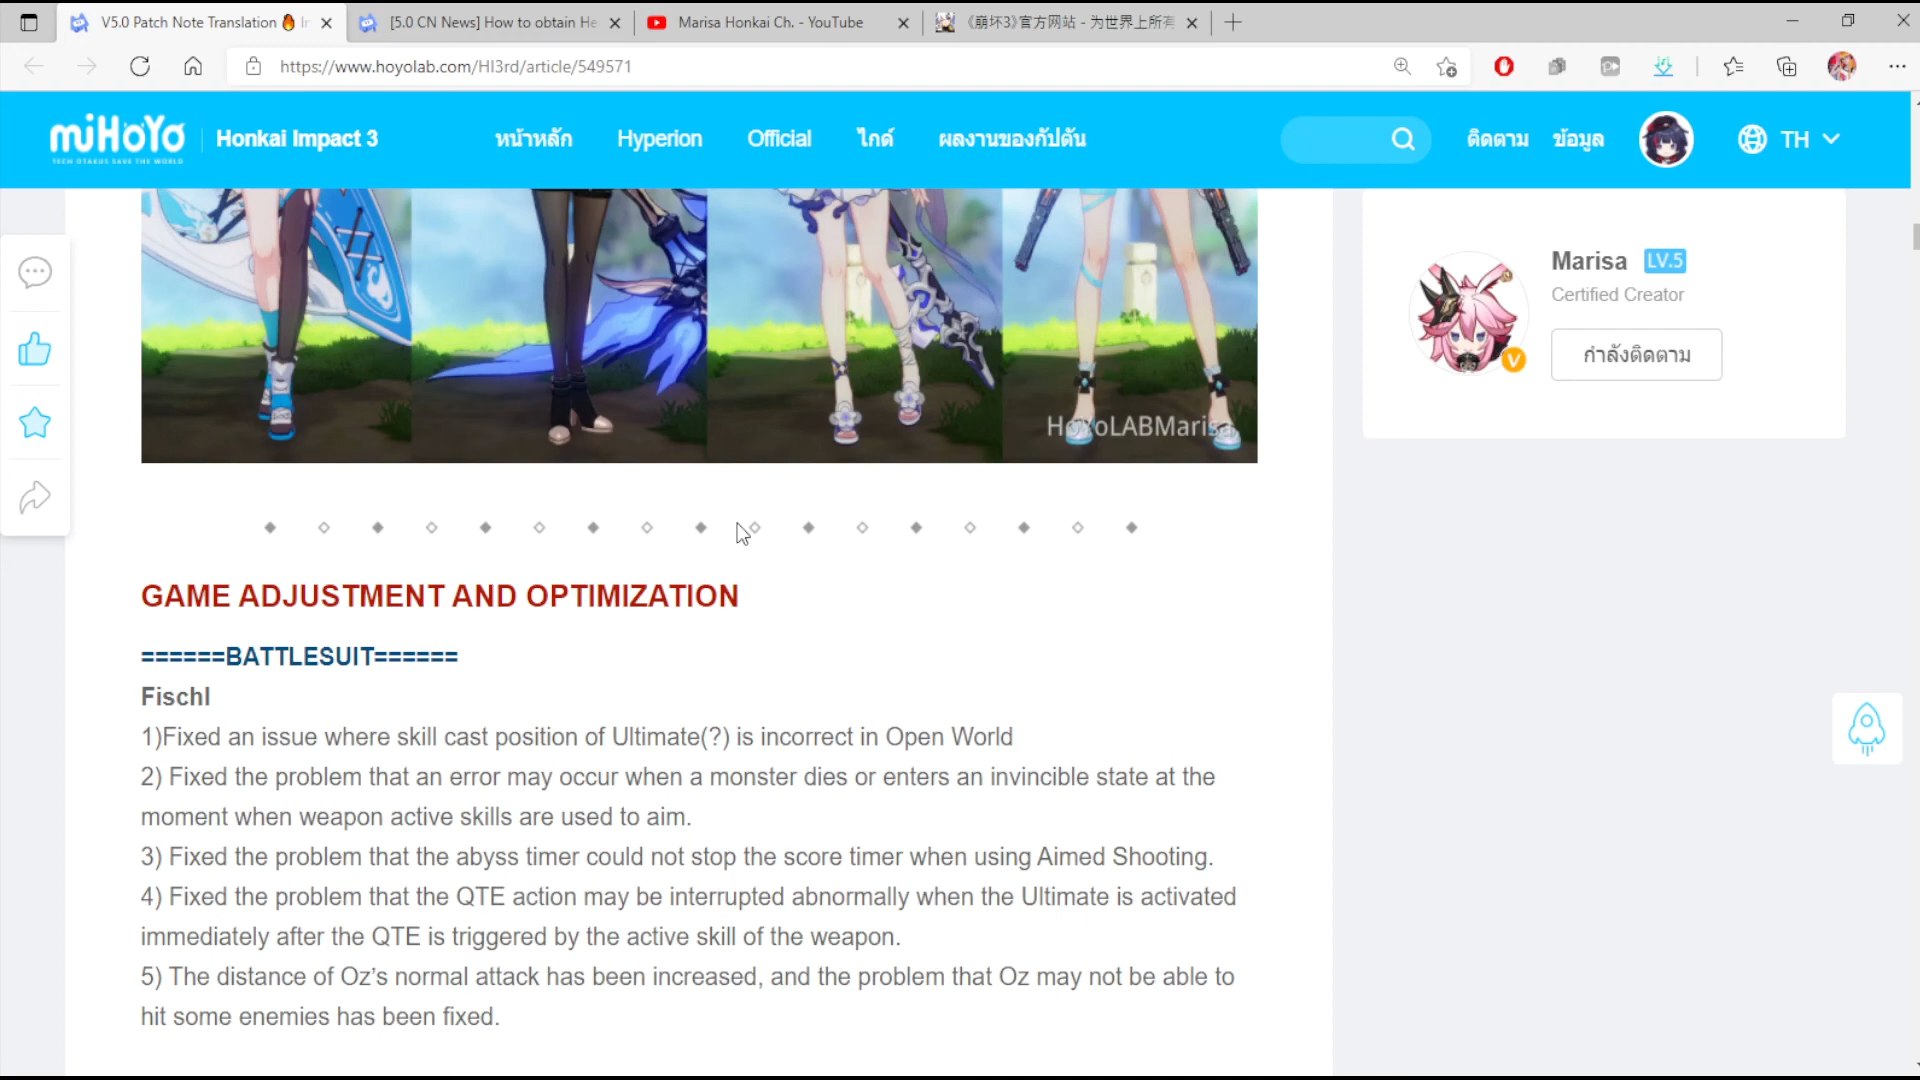 V5.0 Patch Note Translation🔥 In
[5.0 CN News] How to obtain He
Marisa Honkai Ch. - YouTube
《崩坏3》官方网站 - 为世界上所有
https://www.hoyolab.com/HI3rd/article/549571
miHoYo
TECH OTAKUS SAVE THE WORLD
Honkai Impact 3
หน้าหลัก
Hyperion
Official
ไกด์
ผลงานของกัปตัน
ติดตาม
ข้อมูล
TH
Marisa LV.5
Certified Creator
กำลังติดตาม
HoYoLABMarisa
GAME ADJUSTMENT AND OPTIMIZATION
======BATTLESUIT======
Fischl
1)Fixed an issue where skill cast position of Ultimate(?) is incorrect in Open World
2) Fixed the problem that an error may occur when a monster dies or enters an invincible state at the
moment when weapon active skills are used to aim.
3) Fixed the problem that the abyss timer could not stop the score timer when using Aimed Shooting.
4) Fixed the problem that the QTE action may be interrupted abnormally when the Ultimate is activated
immediately after the QTE is triggered by the active skill of the weapon.
5) The distance of Oz's normal attack has been increased, and the problem that Oz may not be able to
hit some enemies has been fixed.